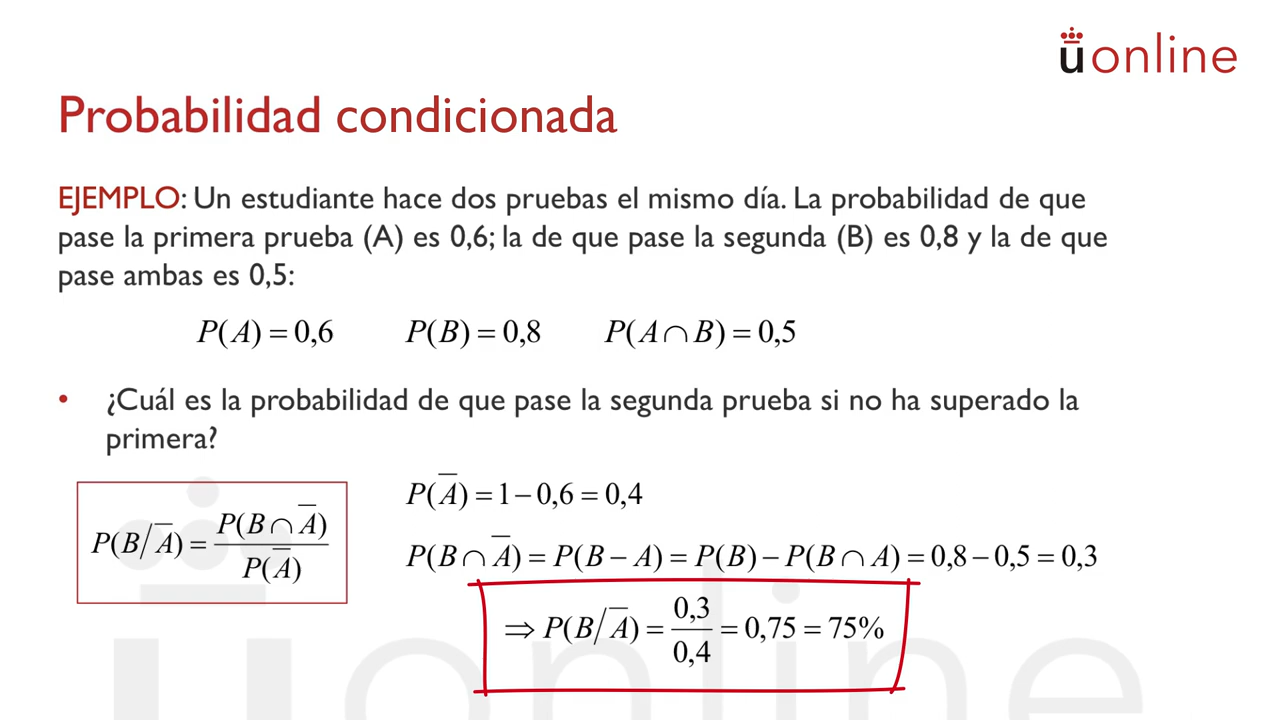 uonline
Probabilidad condicionada
EJEMPLO: Un estudiante hace dos pruebas el mismo día. La probabilidad de que
pase la primera prueba (A) es 0,6; la de que pase la segunda (B) es 0,8 y la de que
pase ambas es 0,5:
P(A) = 0,6 P(B) = 0,8 P(A ∩ B) = 0,5
• ¿Cuál es la probabilidad de que pase la segunda prueba si no ha superado la
primera?
P(B/A̅) = P(B ∩ A̅) / P(A̅)
P(A̅) = 1 − 0,6 = 0,4
P(B ∩ A̅) = P(B − A) = P(B) − P(B ∩ A) = 0,8 − 0,5 = 0,3
⇒ P(B/A̅) = 0,3 / 0,4 = 0,75 = 75%
uonline